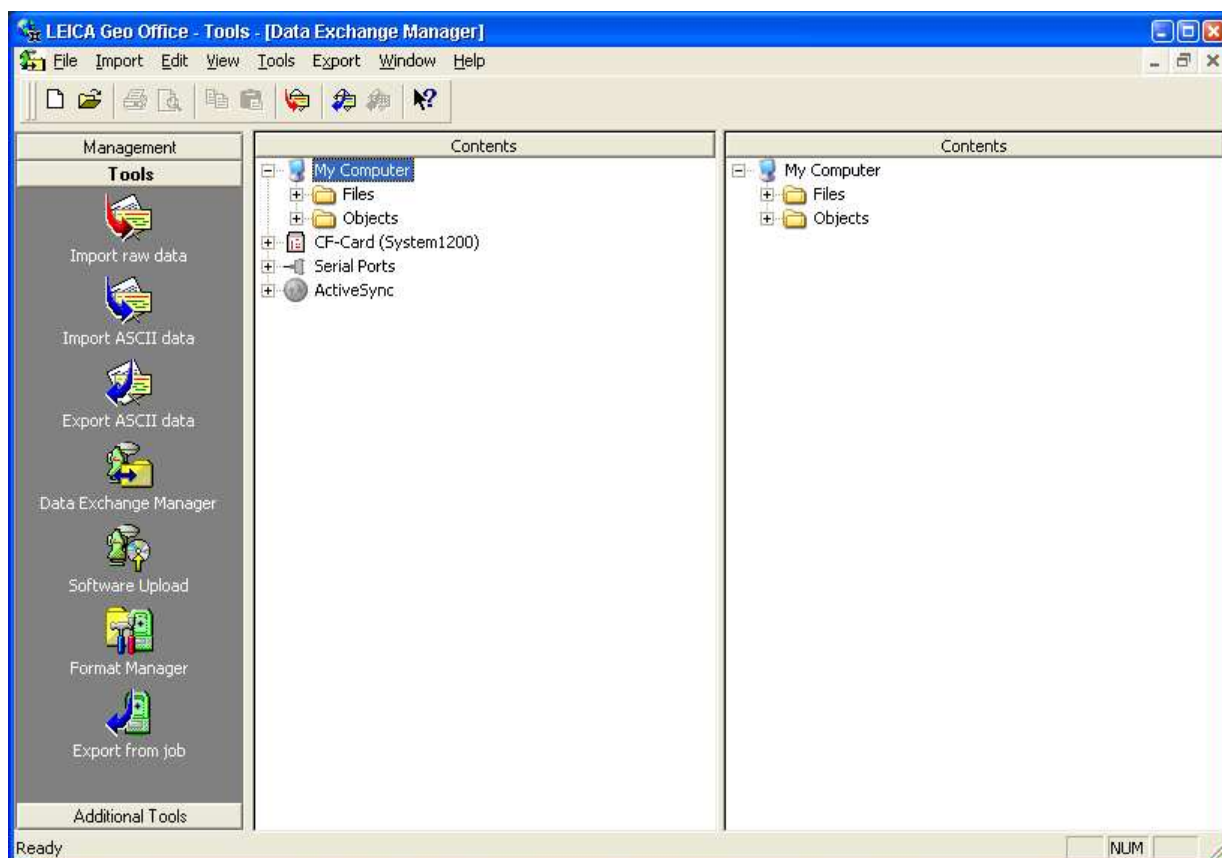 LEICA Geo Office - Tools - [Data Exchange Manager]
File Import Edit View Tools Export Window Help
Management
Tools
Import raw data
Import ASCII data
Export ASCII data
Data Exchange Manager
Software Upload
Format Manager
Export from job
Additional Tools
Contents
My Computer
Files
Objects
CF-Card (System1200)
Serial Ports
ActiveSync
Contents
My Computer
Files
Objects
Ready
NUM